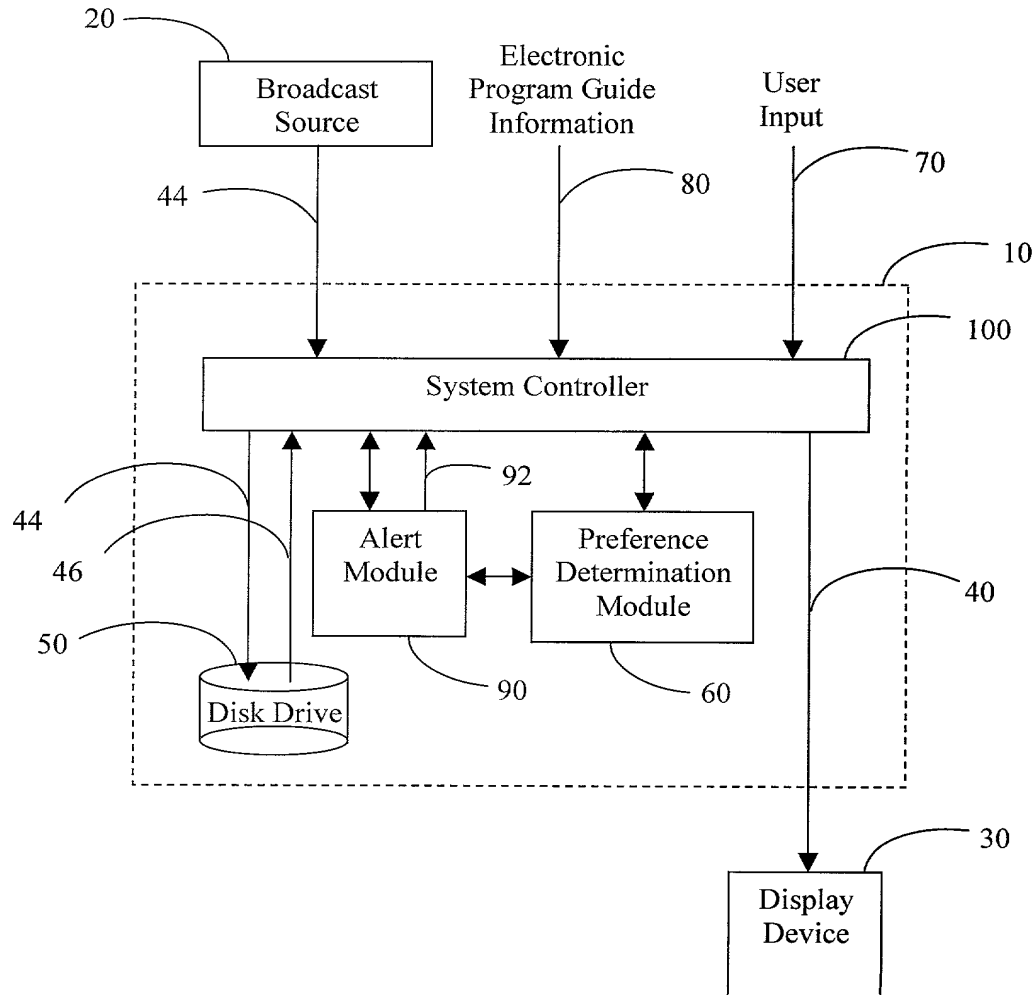 20
Broadcast
Source
Electronic
Program Guide
Information
User
Input
44
80
70
10
100
System Controller
92
44
46
Alert
Module
Preference
Determination
Module
40
50
90
60
Disk Drive
30
Display
Device